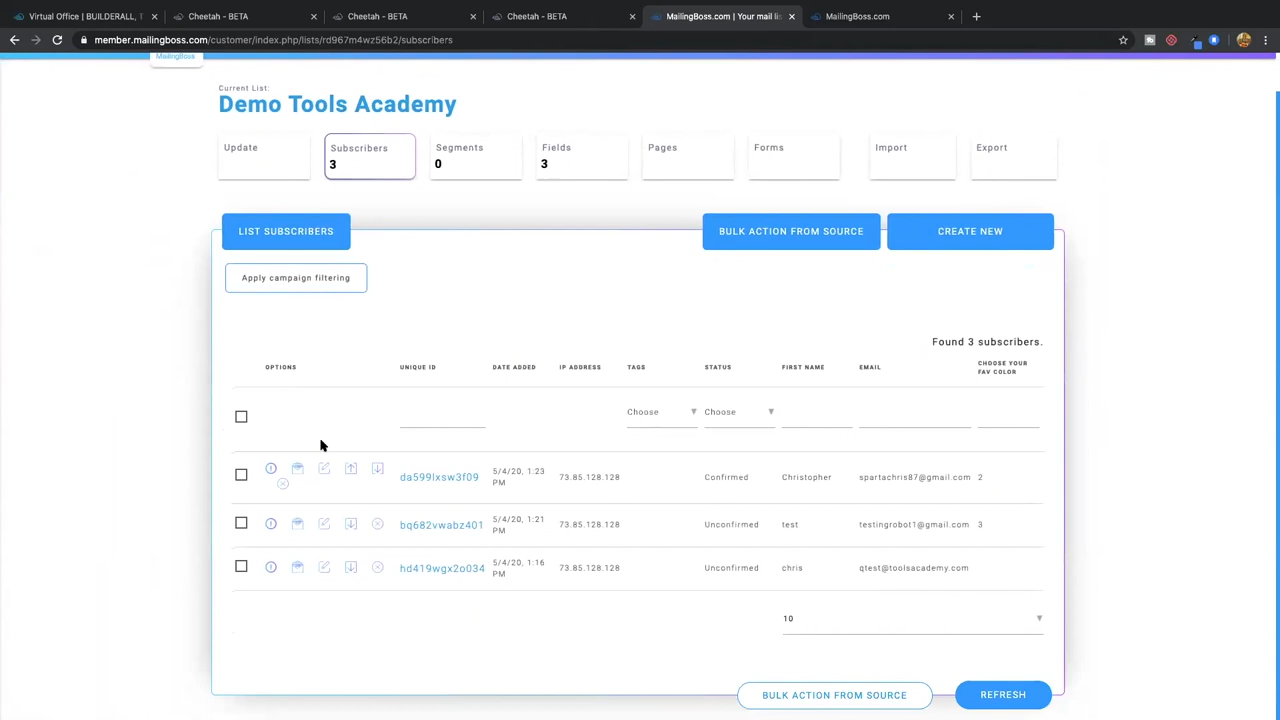 Virtual Office | BUILDERALL, T
Cheetah - BETA
Cheetah - BETA
Cheetah - BETA
MailingBoss.com | Your mail lis
MailingBoss.com
member.mailingboss.com/customer/index.php/lists/rd967m4wz56b2/subscribers
MailingBoss
Current List:
Demo Tools Academy
Update
Subscribers
3
Segments
0
Fields
3
Pages
Forms
Import
Export
LIST SUBSCRIBERS
BULK ACTION FROM SOURCE
CREATE NEW
Apply campaign filtering
Found 3 subscribers.
OPTIONS UNIQUE ID DATE ADDED IP ADDRESS TAGS STATUS FIRST NAME EMAIL CHOOSE YOUR
FAV COLOR
Choose Choose
da599lxsw3f09 5/4/20, 1:23 73.85.128.128 Confirmed Christopher spartachris87@gmail.com 2
PM
bq682vwabz401 5/4/20, 1:21 73.85.128.128 Unconfirmed test testingrobot1@gmail.com 3
PM
hd419wgx2o034 5/4/20, 1:16 73.85.128.128 Unconfirmed chris qtest@toolsacademy.com
PM
10
BULK ACTION FROM SOURCE
REFRESH